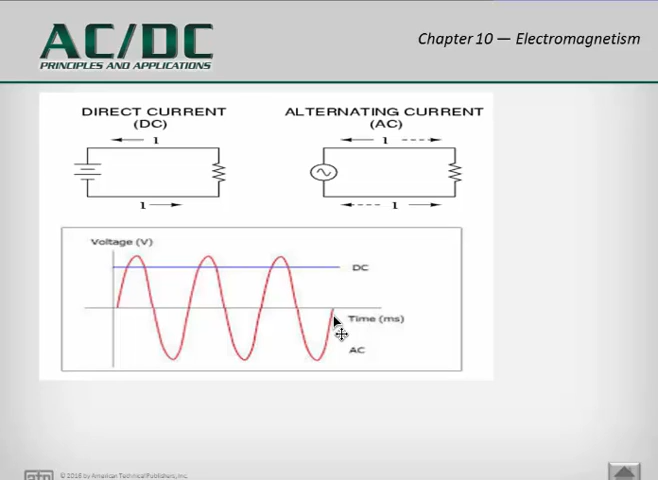 AC/DC
PRINCIPLES AND APPLICATIONS
Chapter 10 — Electromagnetism
DIRECT CURRENT
(DC)
ALTERNATING CURRENT
(AC)
I
I
I
I
Voltage (V)
DC
Time (ms)
AC
atp
© 2018 by American Technical Publishers, Inc.